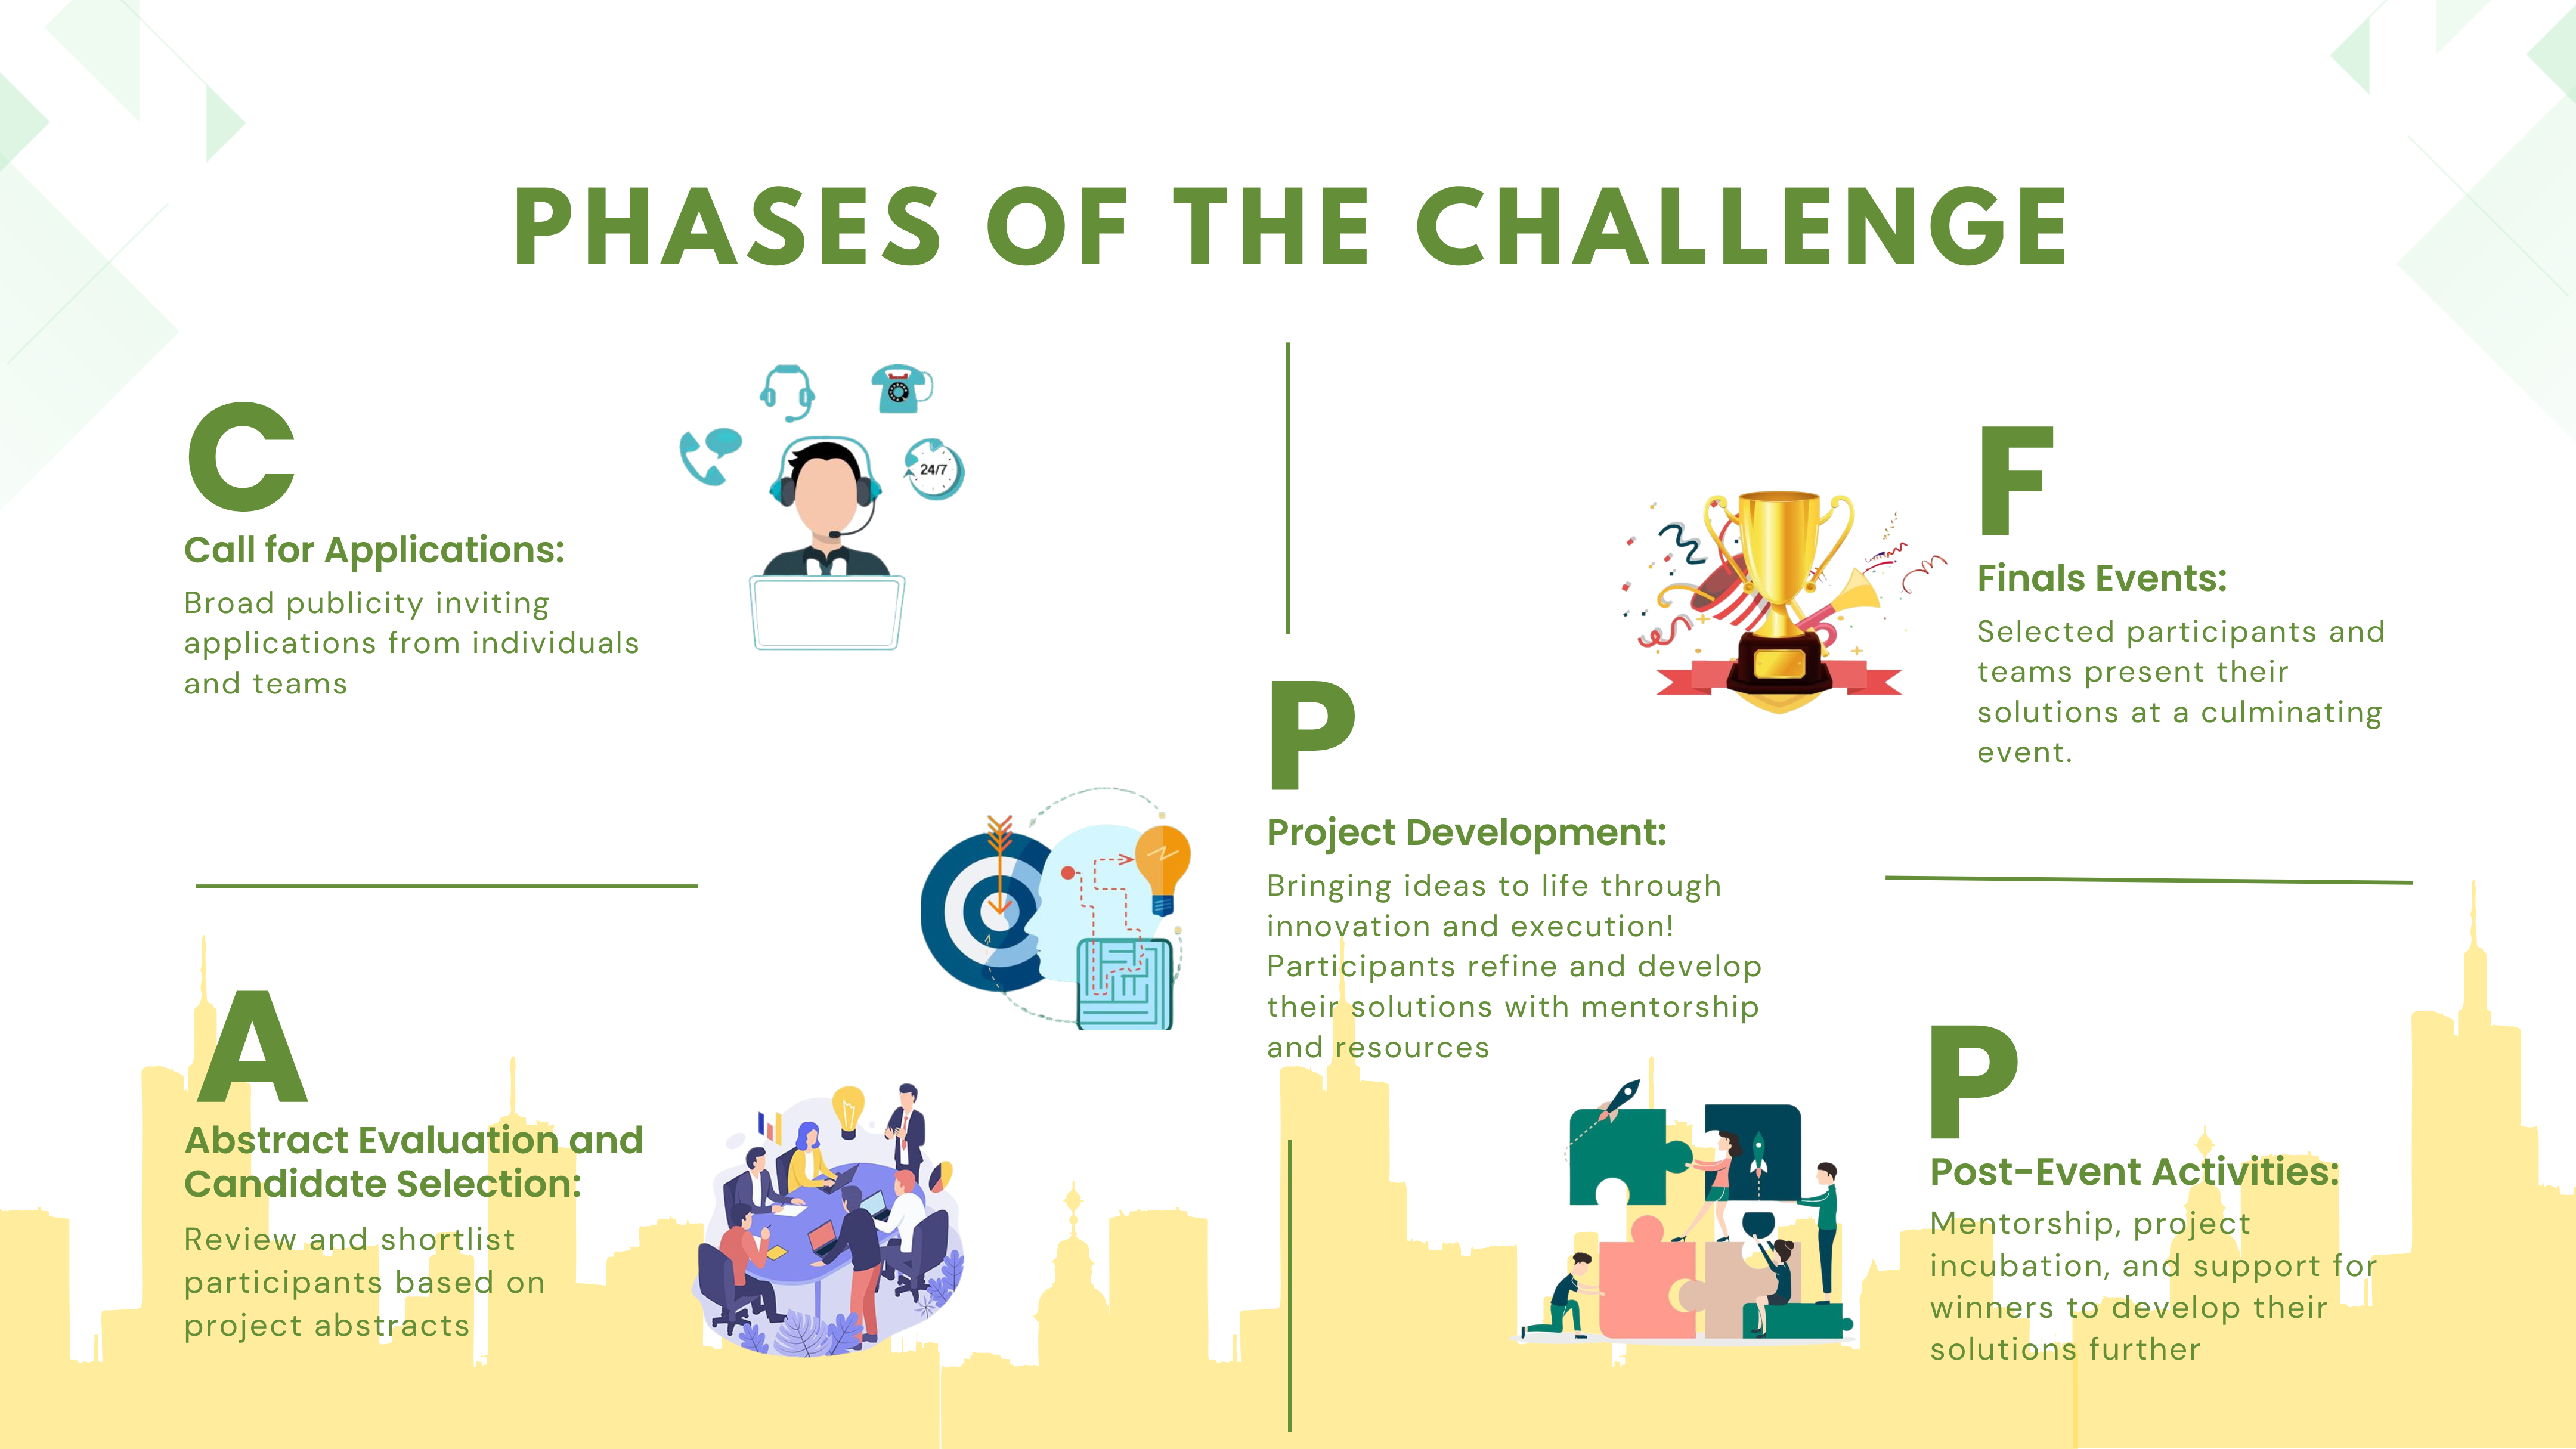 PHASES OF THE CHALLENGE
C
Call for Applications:
Broad publicity inviting
applications from individuals
and teams
24/7
A
Abstract Evaluation and
Candidate Selection:
Review and shortlist
participants based on
project abstracts
P
Project Development:
Bringing ideas to life through
innovation and execution!
Participants refine and develop
their solutions with mentorship
and resources
F
Finals Events:
Selected participants and
teams present their
solutions at a culminating
event.
P
Post-Event Activities:
Mentorship, project
incubation, and support for
winners to develop their
solutions further